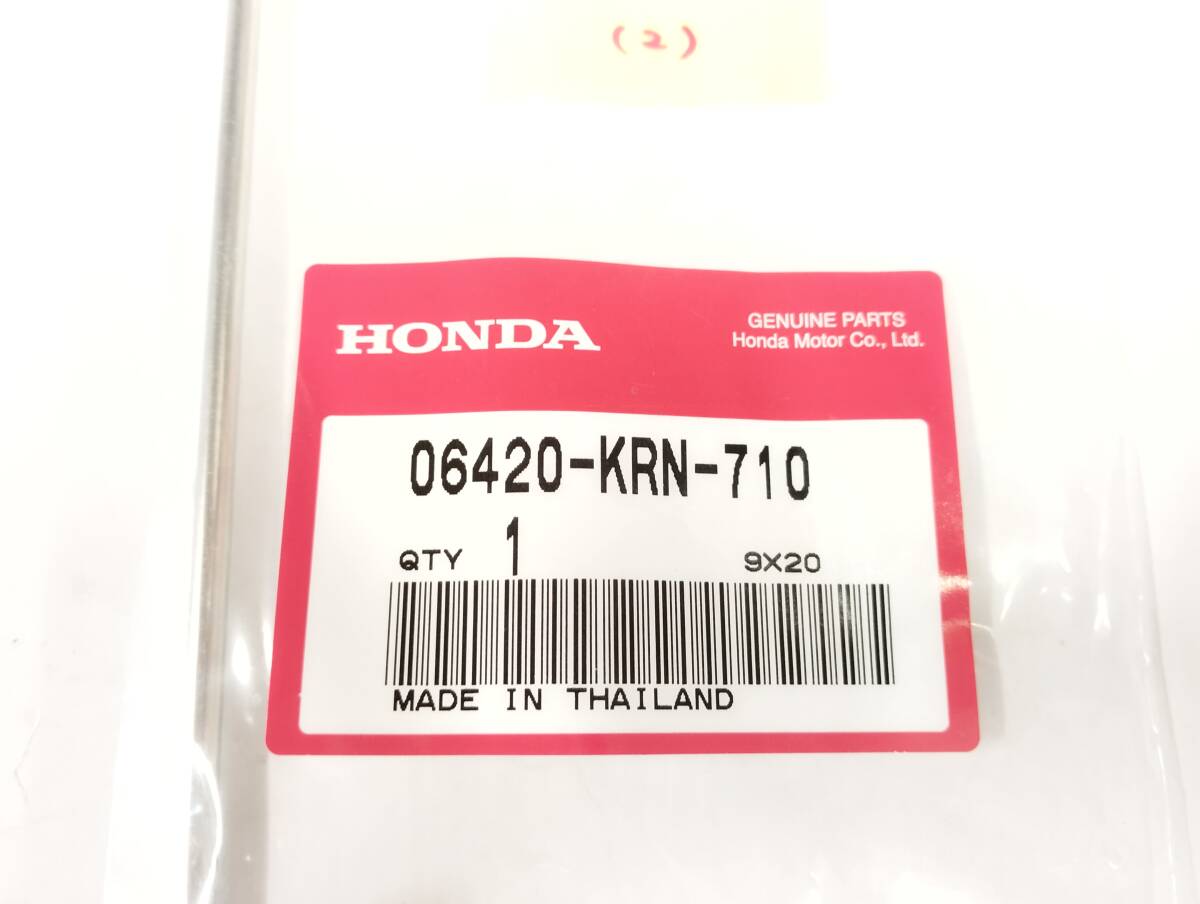 (2)
HONDA
GENUINE PARTS
Honda Motor Co., Ltd.
06420-KRN-710
QTY 1 9X20
MADE IN THAILAND